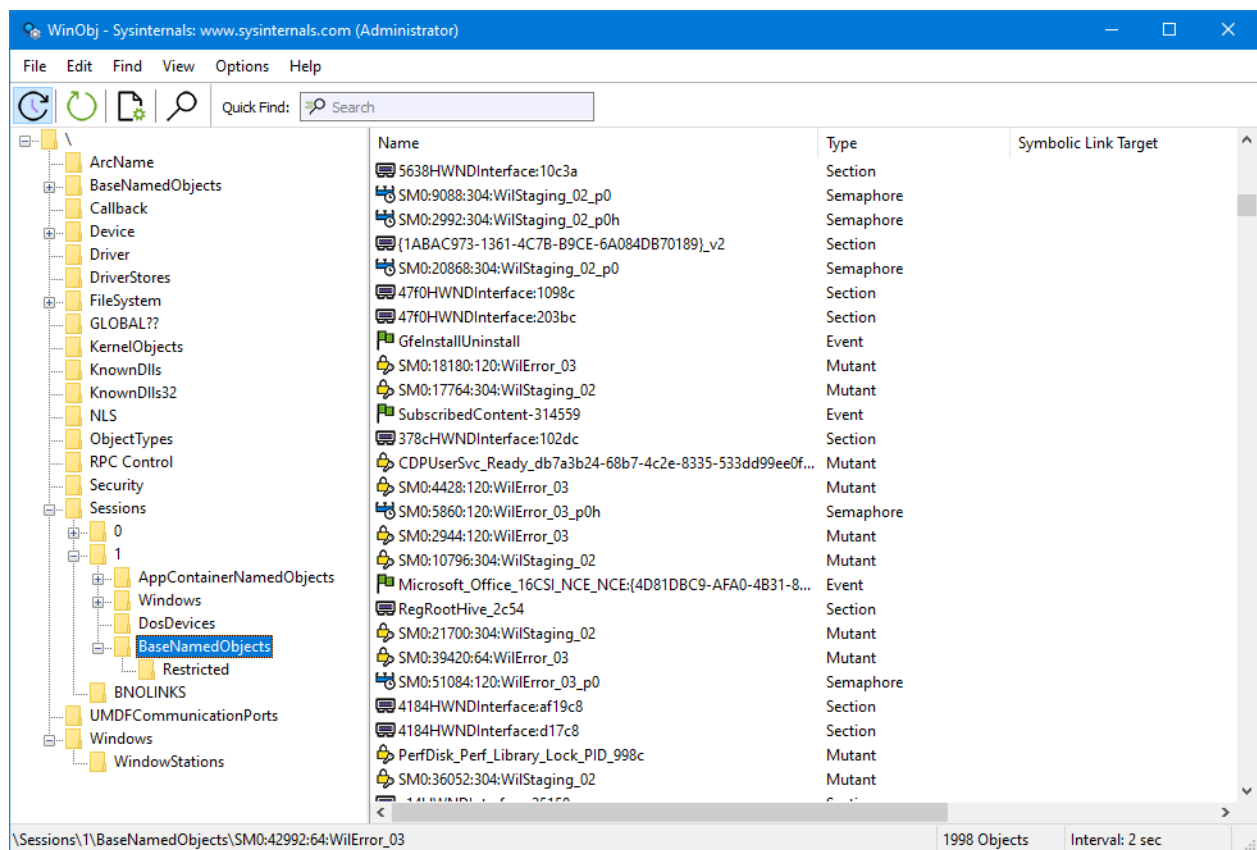 WinObj - Sysinternals: www.sysinternals.com (Administrator)
File Edit Find View Options Help
Quick Find: Search
\
ArcName
BaseNamedObjects
Callback
Device
Driver
DriverStores
FileSystem
GLOBAL??
KernelObjects
KnownDlls
KnownDlls32
NLS
ObjectTypes
RPC Control
Security
Sessions
0
1
AppContainerNamedObjects
Windows
DosDevices
BaseNamedObjects
Restricted
BNOLINKS
UMDFCommunicationPorts
Windows
WindowStations
Name Type Symbolic Link Target
5638HWNDInterface:10c3a Section
SM0:9088:304:WilStaging_02_p0 Semaphore
SM0:2992:304:WilStaging_02_p0h Semaphore
{1ABAC973-1361-4C7B-B9CE-6A084DB70189}_v2 Section
SM0:20868:304:WilStaging_02_p0 Semaphore
47f0HWNDInterface:1098c Section
47f0HWNDInterface:203bc Section
GfeInstallUninstall Event
SM0:18180:120:WilError_03 Mutant
SM0:17764:304:WilStaging_02 Mutant
SubscribedContent-314559 Event
378cHWNDInterface:102dc Section
CDPUserSvc_Ready_db7a3b24-68b7-4c2e-8335-533dd99ee0f... Mutant
SM0:4428:120:WilError_03 Mutant
SM0:5860:120:WilError_03_p0h Semaphore
SM0:2944:120:WilError_03 Mutant
SM0:10796:304:WilStaging_02 Mutant
Microsoft_Office_16CSI_NCE_NCE:{4D81DBC9-AFA0-4B31-8... Event
RegRootHive_2c54 Section
SM0:21700:304:WilStaging_02 Mutant
SM0:39420:64:WilError_03 Mutant
SM0:51084:120:WilError_03_p0 Semaphore
4184HWNDInterface:af19c8 Section
4184HWNDInterface:d17c8 Section
PerfDisk_Perf_Library_Lock_PID_998c Mutant
SM0:36052:304:WilStaging_02 Mutant
\Sessions\1\BaseNamedObjects\SM0:42992:64:WilError_03 1998 Objects Interval: 2 sec